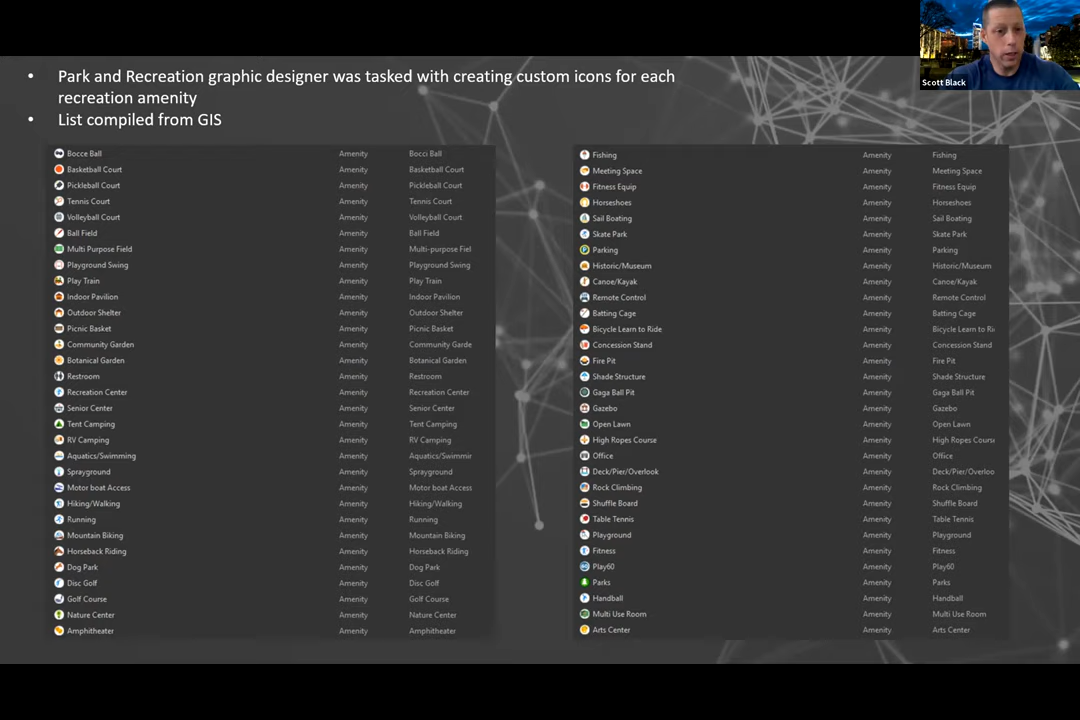 Scott Black
• Park and Recreation graphic designer was tasked with creating custom icons for each
recreation amenity
• List compiled from GIS
Bocce Ball Amenity Bocci Ball
Basketball Court Amenity Basketball Court
Pickleball Court Amenity Pickleball Court
Tennis Court Amenity Tennis Court
Volleyball Court Amenity Volleyball Court
Ball Field Amenity Ball Field
Multi Purpose Field Amenity Multi-purpose Fiel
Playground Swing Amenity Playground Swing
Play Train Amenity Play Train
Indoor Pavilion Amenity Indoor Pavilion
Outdoor Shelter Amenity Outdoor Shelter
Picnic Basket Amenity Picnic Basket
Community Garden Amenity Community Garde
Botanical Garden Amenity Botanical Garden
Restroom Amenity Restroom
Recreation Center Amenity Recreation Center
Senior Center Amenity Senior Center
Tent Camping Amenity Tent Camping
RV Camping Amenity RV Camping
Aquatics/Swimming Amenity Aquatics/Swimmir
Sprayground Amenity Sprayground
Motor boat Access Amenity Motor boat Access
Hiking/Walking Amenity Hiking/Walking
Running Amenity Running
Mountain Biking Amenity Mountain Biking
Horseback Riding Amenity Horseback Riding
Dog Park Amenity Dog Park
Disc Golf Amenity Disc Golf
Golf Course Amenity Golf Course
Nature Center Amenity Nature Center
Amphitheater Amenity Amphitheater
Fishing Amenity Fishing
Meeting Space Amenity Meeting Space
Fitness Equip Amenity Fitness Equip
Horseshoes Amenity Horseshoes
Sail Boating Amenity Sail Boating
Skate Park Amenity Skate Park
Parking Amenity Parking
Historic/Museum Amenity Historic/Museum
Canoe/Kayak Amenity Canoe/Kayak
Remote Control Amenity Remote Control
Batting Cage Amenity Batting Cage
Bicycle Learn to Ride Amenity Bicycle Learn to Ri
Concession Stand Amenity Concession Stand
Fire Pit Amenity Fire Pit
Shade Structure Amenity Shade Structure
Gaga Ball Pit Amenity Gaga Ball Pit
Gazebo Amenity Gazebo
Open Lawn Amenity Open Lawn
High Ropes Course Amenity High Ropes Course
Office Amenity Office
Deck/Pier/Overlook Amenity Deck/Pier/Overloo
Rock Climbing Amenity Rock Climbing
Shuffle Board Amenity Shuffle Board
Table Tennis Amenity Table Tennis
Playground Amenity Playground
Fitness Amenity Fitness
Play60 Amenity Play60
Parks Amenity Parks
Handball Amenity Handball
Multi Use Room Amenity Multi Use Room
Arts Center Amenity Arts Center